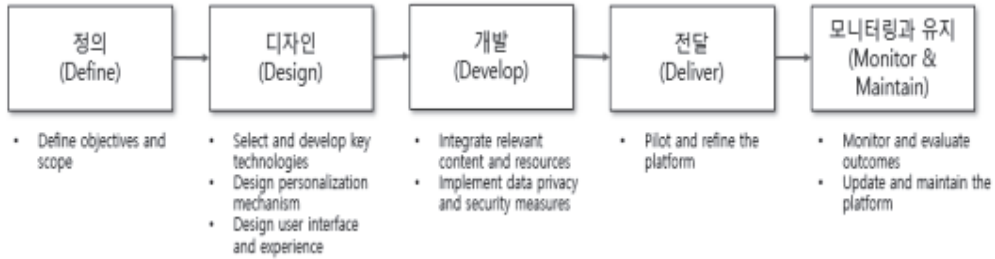 정의
(Define)
디자인
(Design)
개발
(Develop)
전달
(Deliver)
모니터링과 유지
(Monitor &
Maintain)
• Define objectives and
scope
• Select and develop key
technologies
• Design personalization
mechanism
• Design user interface
and experience
• Integrate relevant
content and resources
• Implement data privacy
and security measures
• Pilot and refine the
platform
• Monitor and evaluate
outcomes
• Update and maintain the
platform